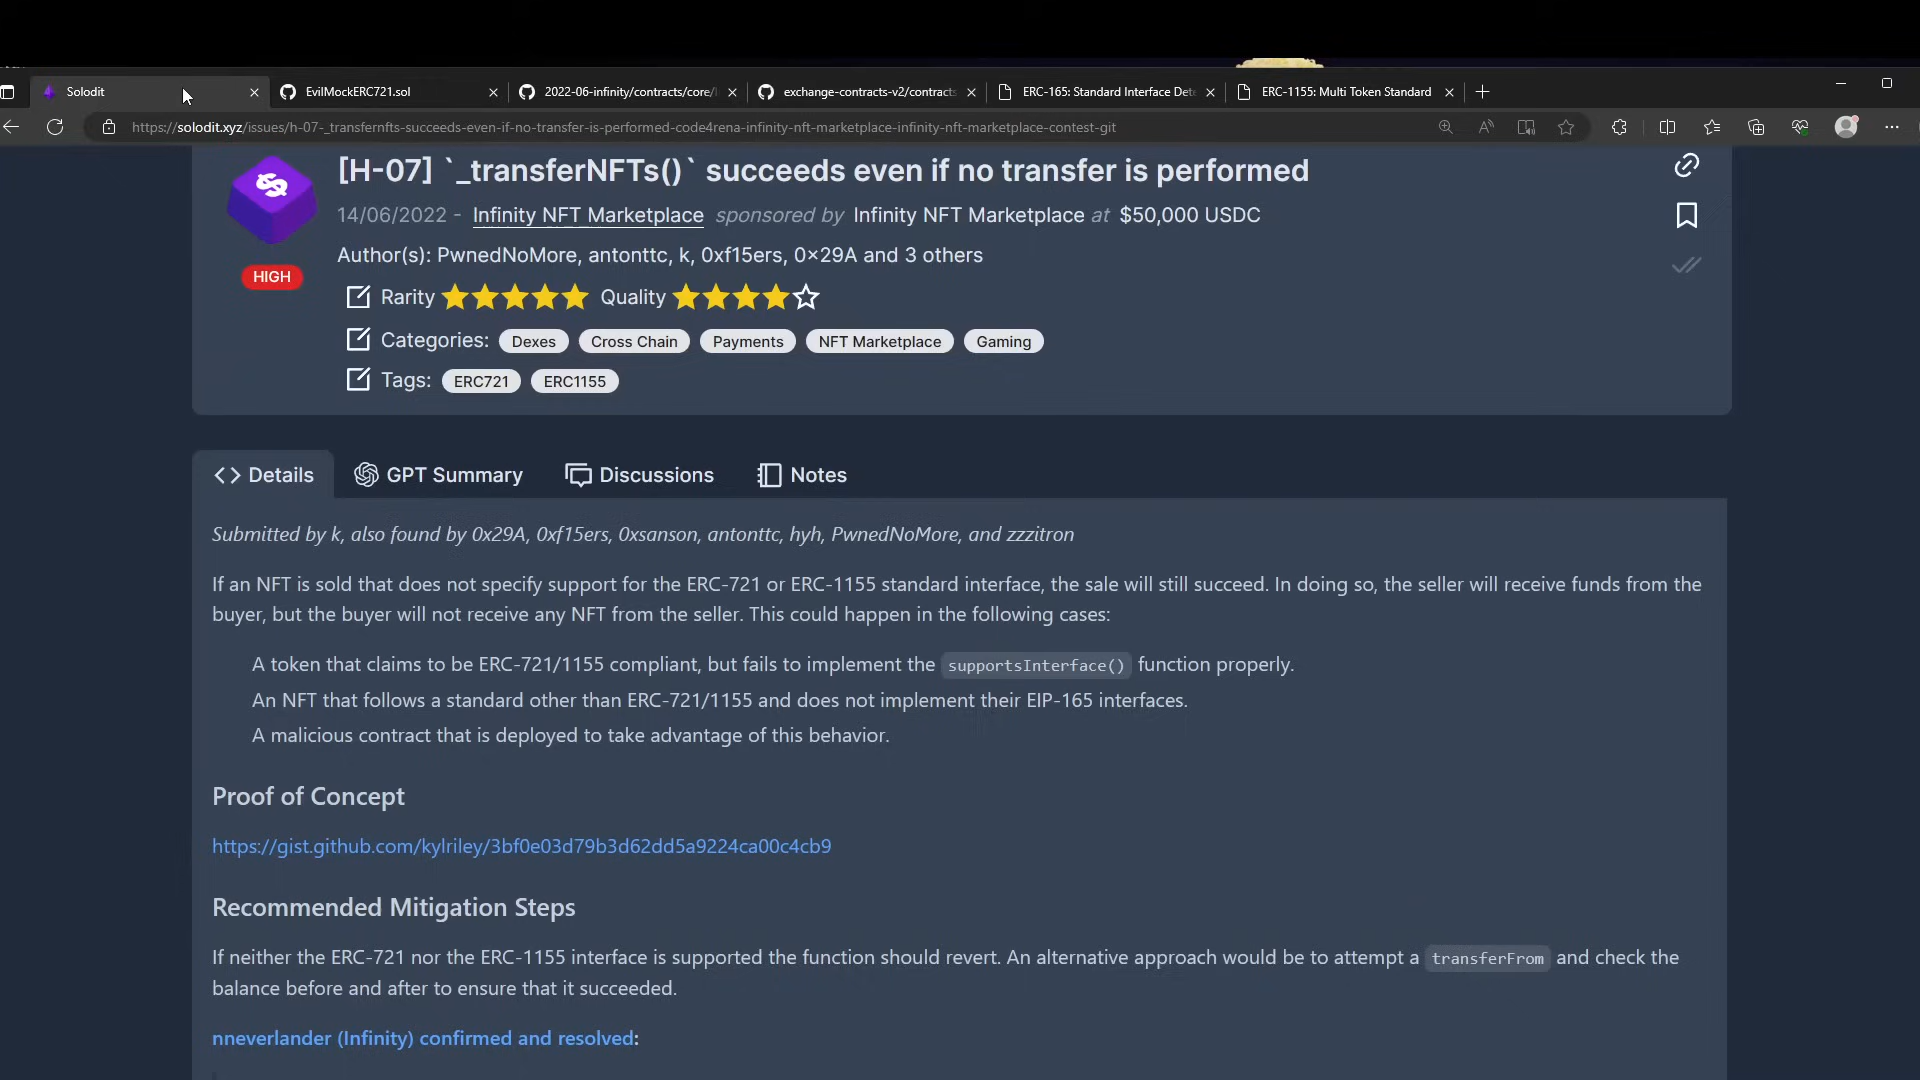 Solodit
EvilMockERC721.sol
2022-06-infinity/contracts/core/
exchange-contracts-v2/contracts
ERC-165: Standard Interface Dete
ERC-1155: Multi Token Standard
https://solodit.xyz/issues/h-07-_transfernfts-succeeds-even-if-no-transfer-is-performed-code4rena-infinity-nft-marketplace-infinity-nft-marketplace-contest-git
[H-07] `_transferNFTs()` succeeds even if no transfer is performed
14/06/2022 - Infinity NFT Marketplace sponsored by Infinity NFT Marketplace at $50,000 USDC
Author(s): PwnedNoMore, antonttc, k, 0xf15ers, 0x29A and 3 others
HIGH
Rarity Quality
Categories: Dexes Cross Chain Payments NFT Marketplace Gaming
Tags: ERC721 ERC1155
Details GPT Summary Discussions Notes
Submitted by k, also found by 0x29A, 0xf15ers, 0xsanson, antonttc, hyh, PwnedNoMore, and zzzitron
If an NFT is sold that does not specify support for the ERC-721 or ERC-1155 standard interface, the sale will still succeed. In doing so, the seller will receive funds from the
buyer, but the buyer will not receive any NFT from the seller. This could happen in the following cases:
A token that claims to be ERC-721/1155 compliant, but fails to implement the supportsInterface() function properly.
An NFT that follows a standard other than ERC-721/1155 and does not implement their EIP-165 interfaces.
A malicious contract that is deployed to take advantage of this behavior.
Proof of Concept
https://gist.github.com/kylriley/3bf0e03d79b3d62dd5a9224ca00c4cb9
Recommended Mitigation Steps
If neither the ERC-721 nor the ERC-1155 interface is supported the function should revert. An alternative approach would be to attempt a transferFrom and check the
balance before and after to ensure that it succeeded.
nneverlander (Infinity) confirmed and resolved: